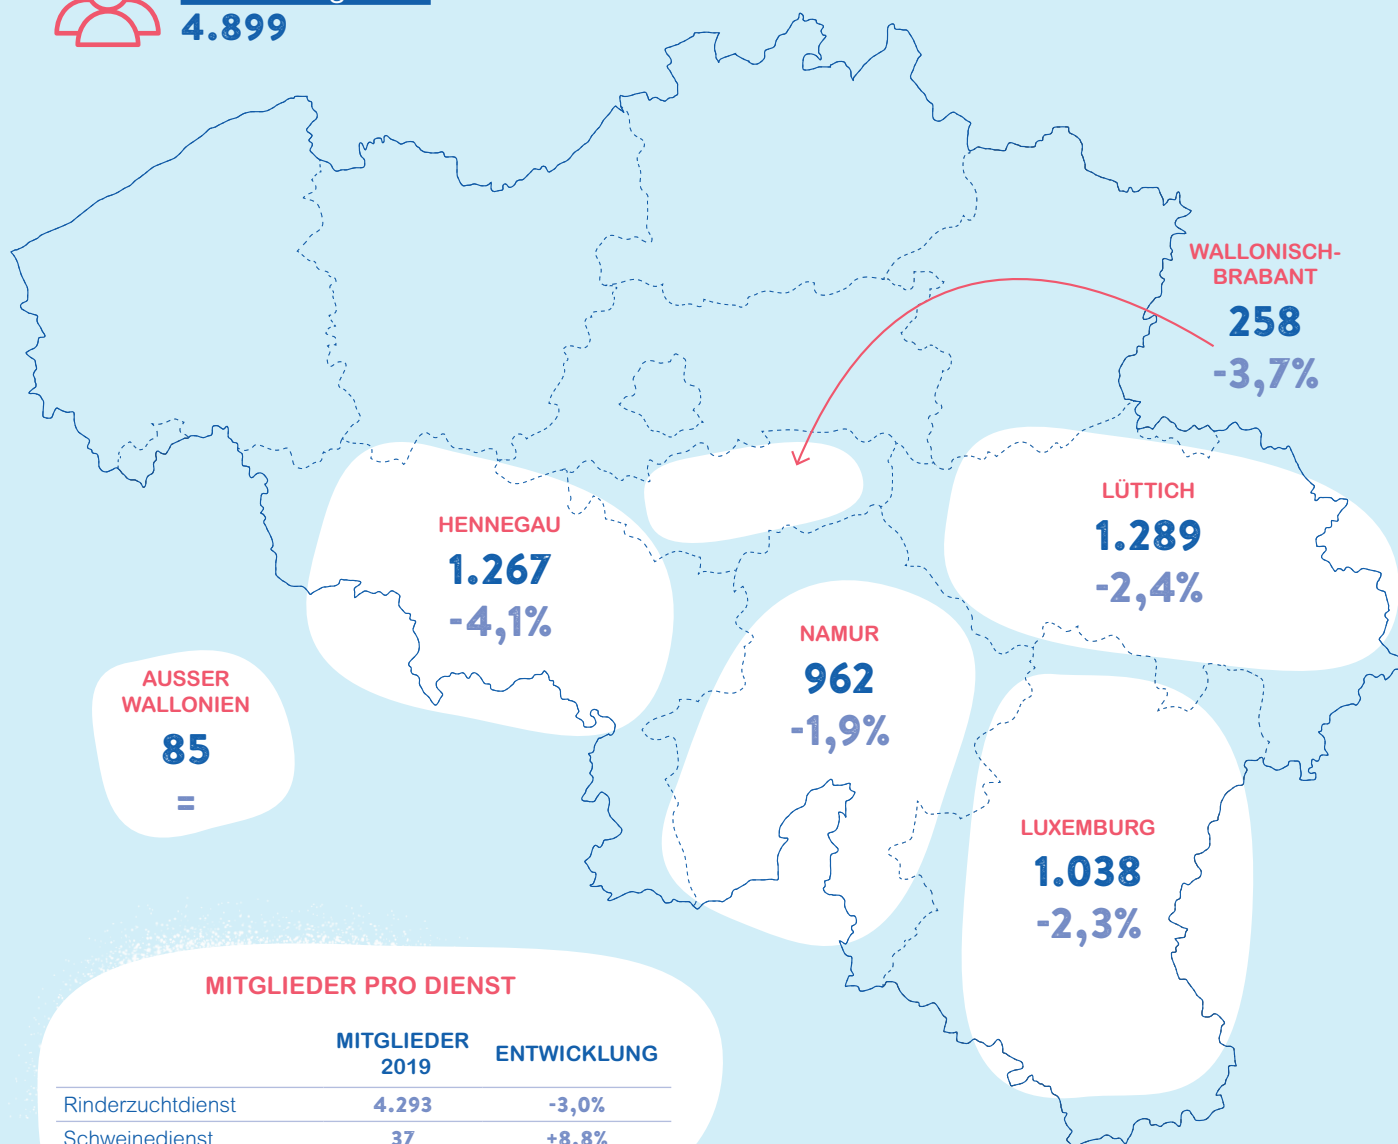 4.899
WALLONISCH-
BRABANT
258
-3,7%
LÜTTICH
1.289
-2,4%
HENNEGAU
1.267
-4,1%
NAMUR
962
-1,9%
AUSSER
WALLONIEN
85
=
LUXEMBURG
1.038
-2,3%
MITGLIEDER PRO DIENST
MITGLIEDER
2019
ENTWICKLUNG
Rinderzuchtdienst 4.293 -3,0%
Schweinedienst 37 +8,8%